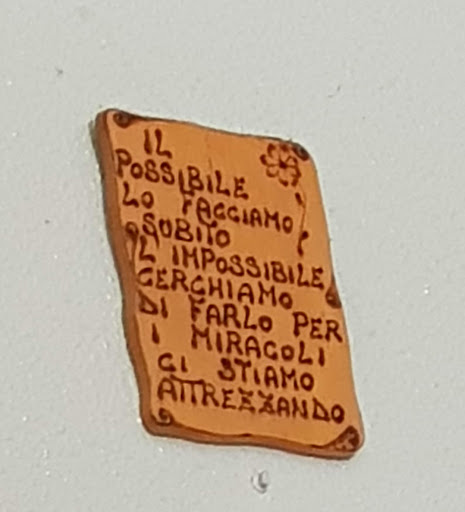 IL
POSSIBILE
LO FACCIAMO
SUBITO
L'IMPOSSIBILE
CERCHIAMO
DI FARLO PER
I MIRACOLI
CI STIAMO
ATTREZZANDO